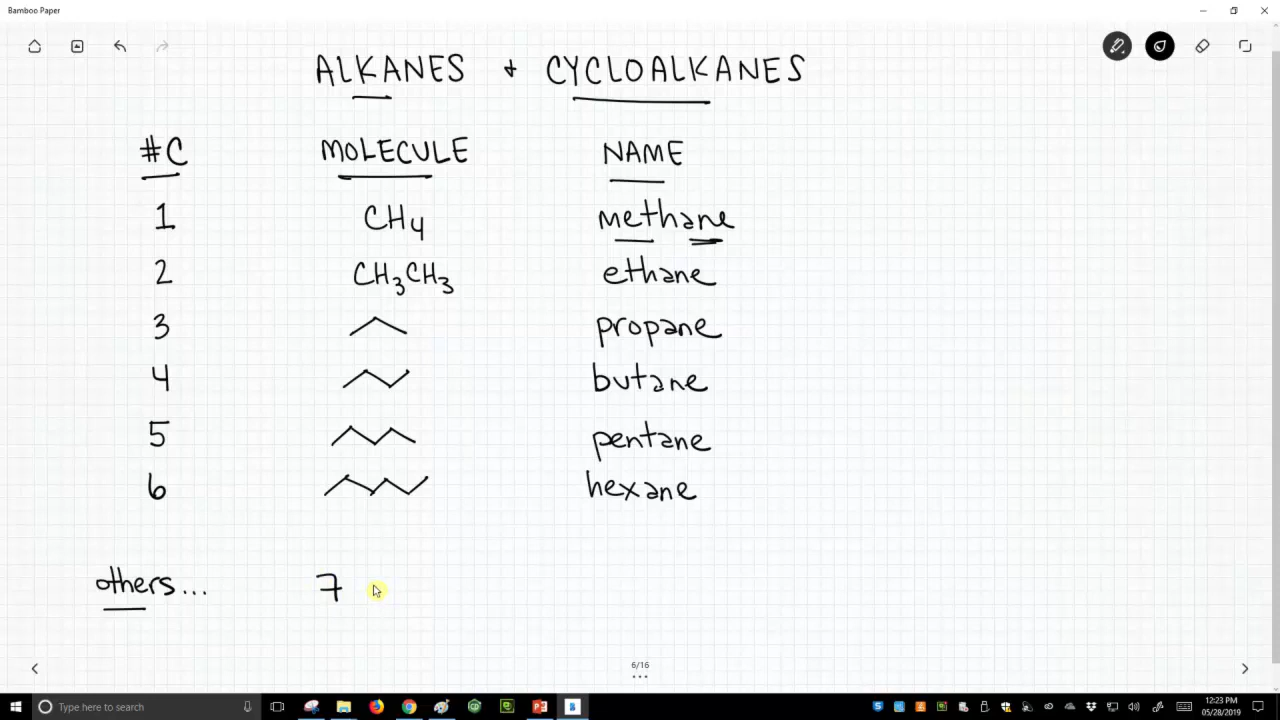 Bamboo Paper
ALKANES + CYCLOALKANES
#C MOLECULE NAME
1 CH4 methane
2 CH3CH3 ethane
3 propane
4 butane
5 pentane
6 hexane
others... 7
6/16
Type here to search
12:23 PM
05/28/2019